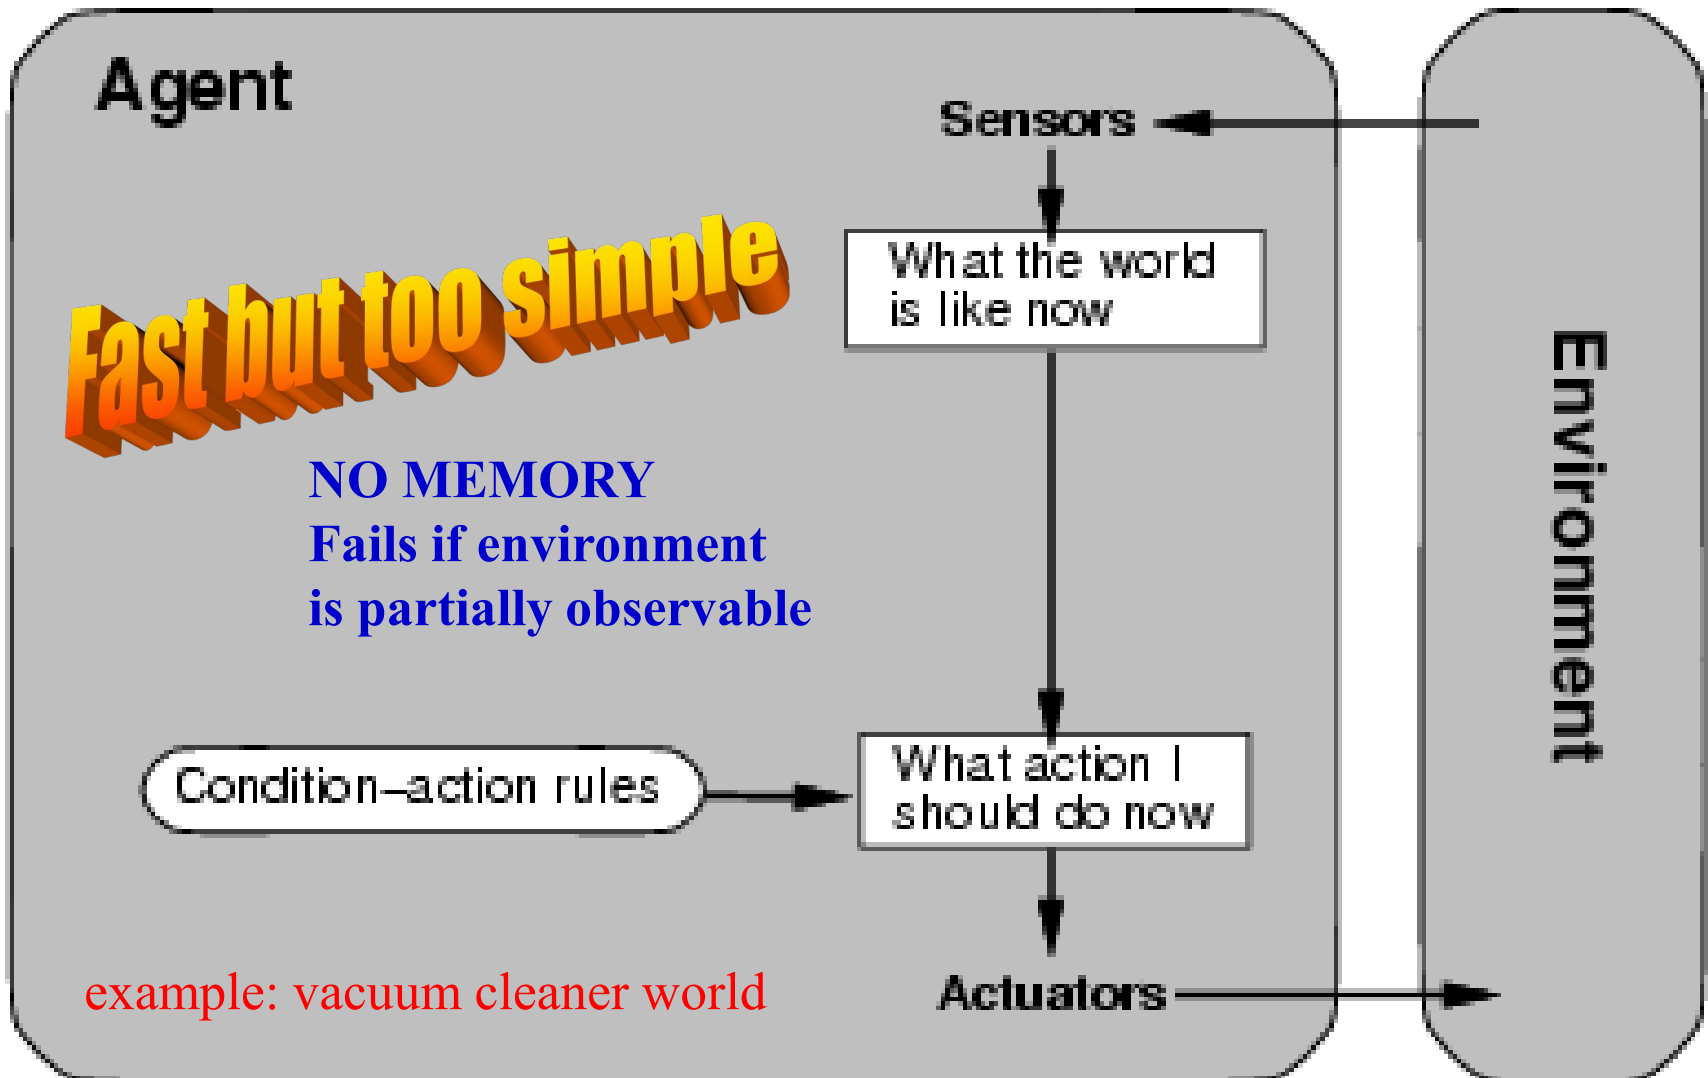 Agent
Sensors
What the world
is like now
Fast but too simple
NO MEMORY
Fails if environment
is partially observable
Condition–action rules
What action I
should do now
example: vacuum cleaner world
Actuators
Environment